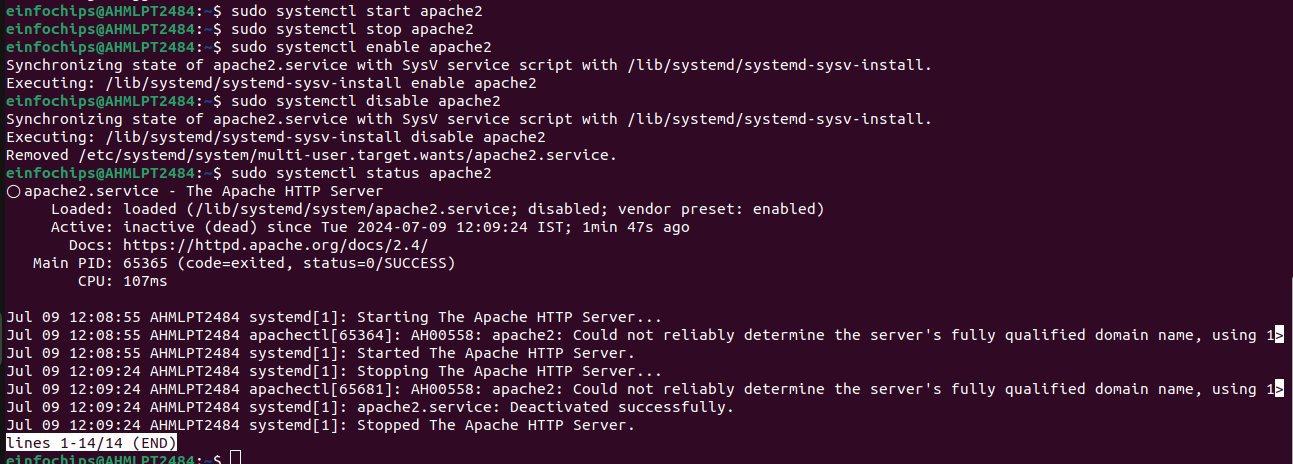 einfochips@AHMLPT2484:~$ sudo systemctl start apache2
einfochips@AHMLPT2484:~$ sudo systemctl stop apache2
einfochips@AHMLPT2484:~$ sudo systemctl enable apache2
Synchronizing state of apache2.service with SysV service script with /lib/systemd/systemd-sysv-install.
Executing: /lib/systemd/systemd-sysv-install enable apache2
einfochips@AHMLPT2484:~$ sudo systemctl disable apache2
Synchronizing state of apache2.service with SysV service script with /lib/systemd/systemd-sysv-install.
Executing: /lib/systemd/systemd-sysv-install disable apache2
Removed /etc/systemd/system/multi-user.target.wants/apache2.service.
einfochips@AHMLPT2484:~$ sudo systemctl status apache2
○ apache2.service - The Apache HTTP Server
     Loaded: loaded (/lib/systemd/system/apache2.service; disabled; vendor preset: enabled)
     Active: inactive (dead) since Tue 2024-07-09 12:09:24 IST; 1min 47s ago
       Docs: https://httpd.apache.org/docs/2.4/
   Main PID: 65365 (code=exited, status=0/SUCCESS)
        CPU: 107ms

Jul 09 12:08:55 AHMLPT2484 systemd[1]: Starting The Apache HTTP Server...
Jul 09 12:08:55 AHMLPT2484 apachectl[65364]: AH00558: apache2: Could not reliably determine the server's fully qualified domain name, using 1>
Jul 09 12:08:55 AHMLPT2484 systemd[1]: Started The Apache HTTP Server.
Jul 09 12:09:24 AHMLPT2484 systemd[1]: Stopping The Apache HTTP Server...
Jul 09 12:09:24 AHMLPT2484 apachectl[65681]: AH00558: apache2: Could not reliably determine the server's fully qualified domain name, using 1>
Jul 09 12:09:24 AHMLPT2484 systemd[1]: apache2.service: Deactivated successfully.
Jul 09 12:09:24 AHMLPT2484 systemd[1]: Stopped The Apache HTTP Server.
lines 1-14/14 (END)
einfochips@AHMLPT2484:~$